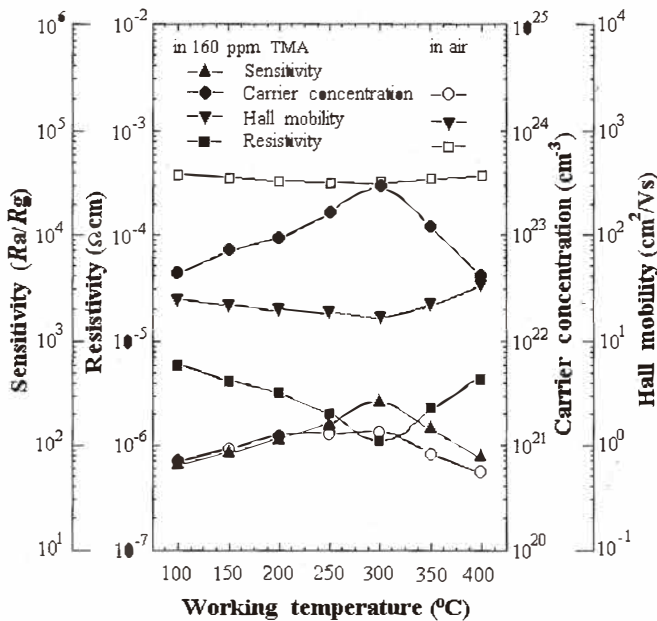 10⁶
10⁵
10⁴
10³
10²
10¹
Sensitivity (Ra/Rg)
10⁻²
10⁻³
10⁻⁴
10⁻⁵
10⁻⁶
10⁻⁷
Resistivity (Ωcm)
in 160 ppm TMA in air
Sensitivity
Carrier concentration
Hall mobility
Resistivity
10²⁵
10²⁴
10²³
10²²
10²¹
10²⁰
Carrier concentration (cm⁻³)
10⁴
10³
10²
10¹
10⁰
10⁻¹
Hall mobility (cm²/Vs)
100 150 200 250 300 350 400
Working temperature (⁰C)